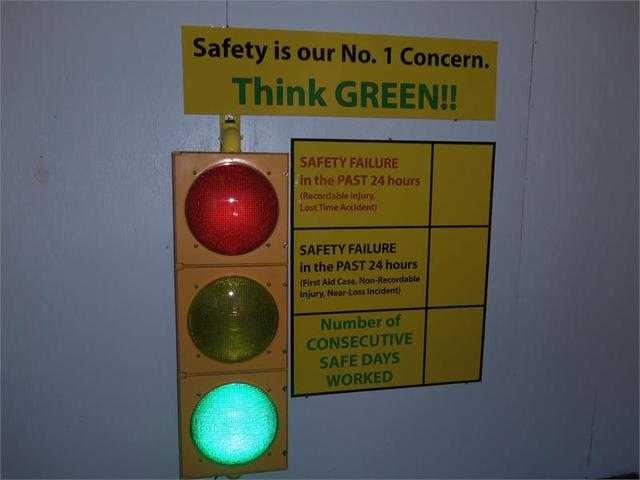 Safety is our No. 1 Concern.
Think GREEN!!
SAFETY FAILURE
in the PAST 24 hours
(Recordable Injury,
Lost Time Accident)
SAFETY FAILURE
in the PAST 24 hours
(First Aid Case, Non-Recordable
Injury, Near-Loss Incident)
Number of
CONSECUTIVE
SAFE DAYS
WORKED